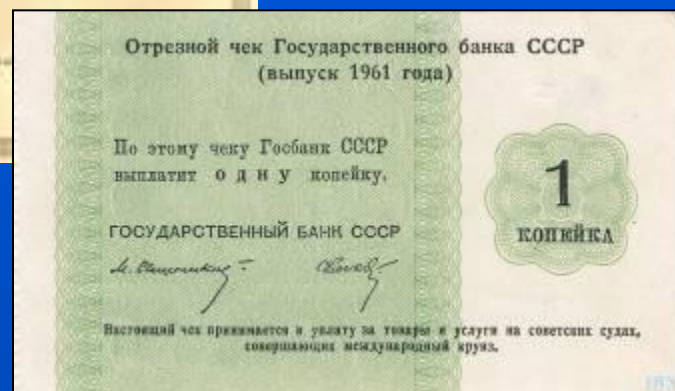 Отрезной чек Государственного банка СССР
(выпуск 1961 года)
По этому чеку Госбанк СССР
выплатит одну копейку.
ГОСУДАРСТВЕННЫЙ БАНК СССР
1
КОПЕЙКА
Настоящий чек принимается в уплату за товары и услуги на советских судах,
совершающих международный круиз.